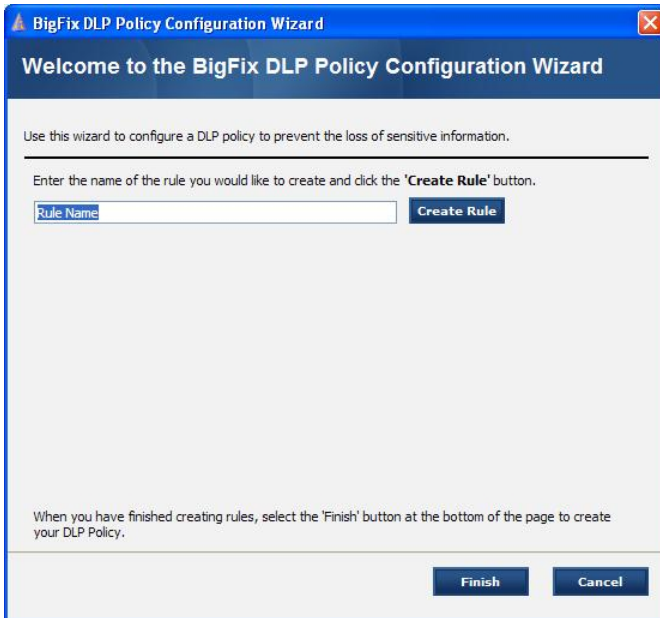 BigFix DLP Policy Configuration Wizard
Welcome to the BigFix DLP Policy Configuration Wizard
Use this wizard to configure a DLP policy to prevent the loss of sensitive information.
Enter the name of the rule you would like to create and click the 'Create Rule' button.
Rule Name
Create Rule
When you have finished creating rules, select the 'Finish' button at the bottom of the page to create
your DLP Policy.
Finish
Cancel